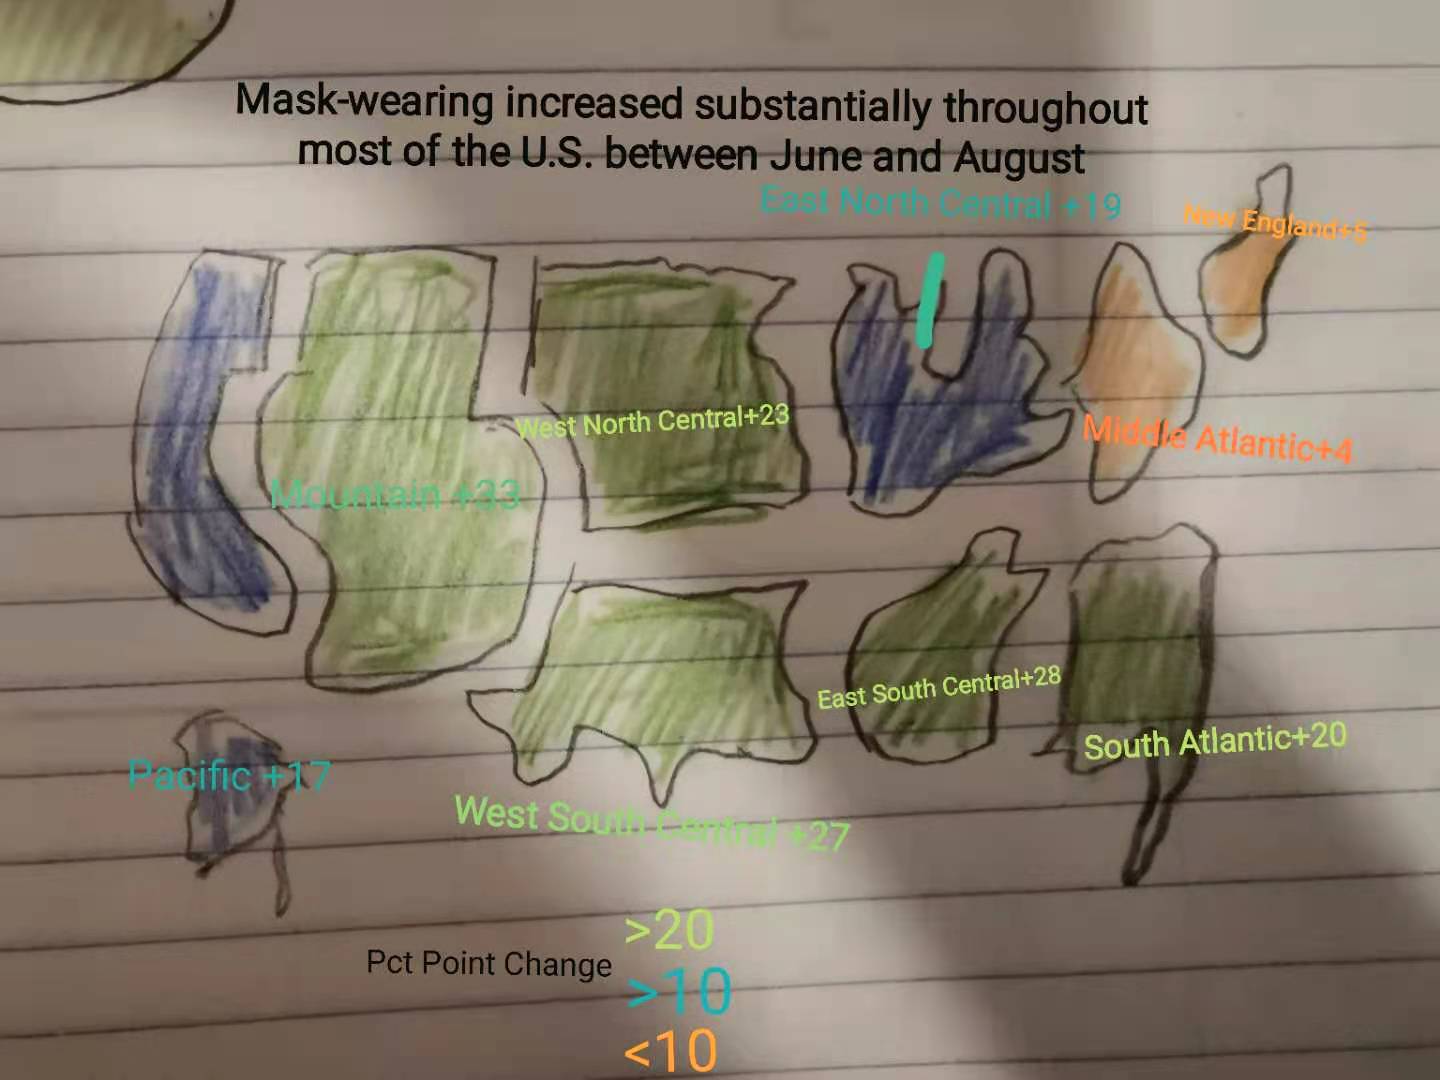 Mask-wearing increased substantially throughout
most of the U.S. between June and August
East North Central +19
New England+5
West North Central+23
Middle Atlantic+4
Mountain +33
East South Central+28
South Atlantic+20
Pacific +17
West South Central +27
>20
Pct Point Change
>10
<10